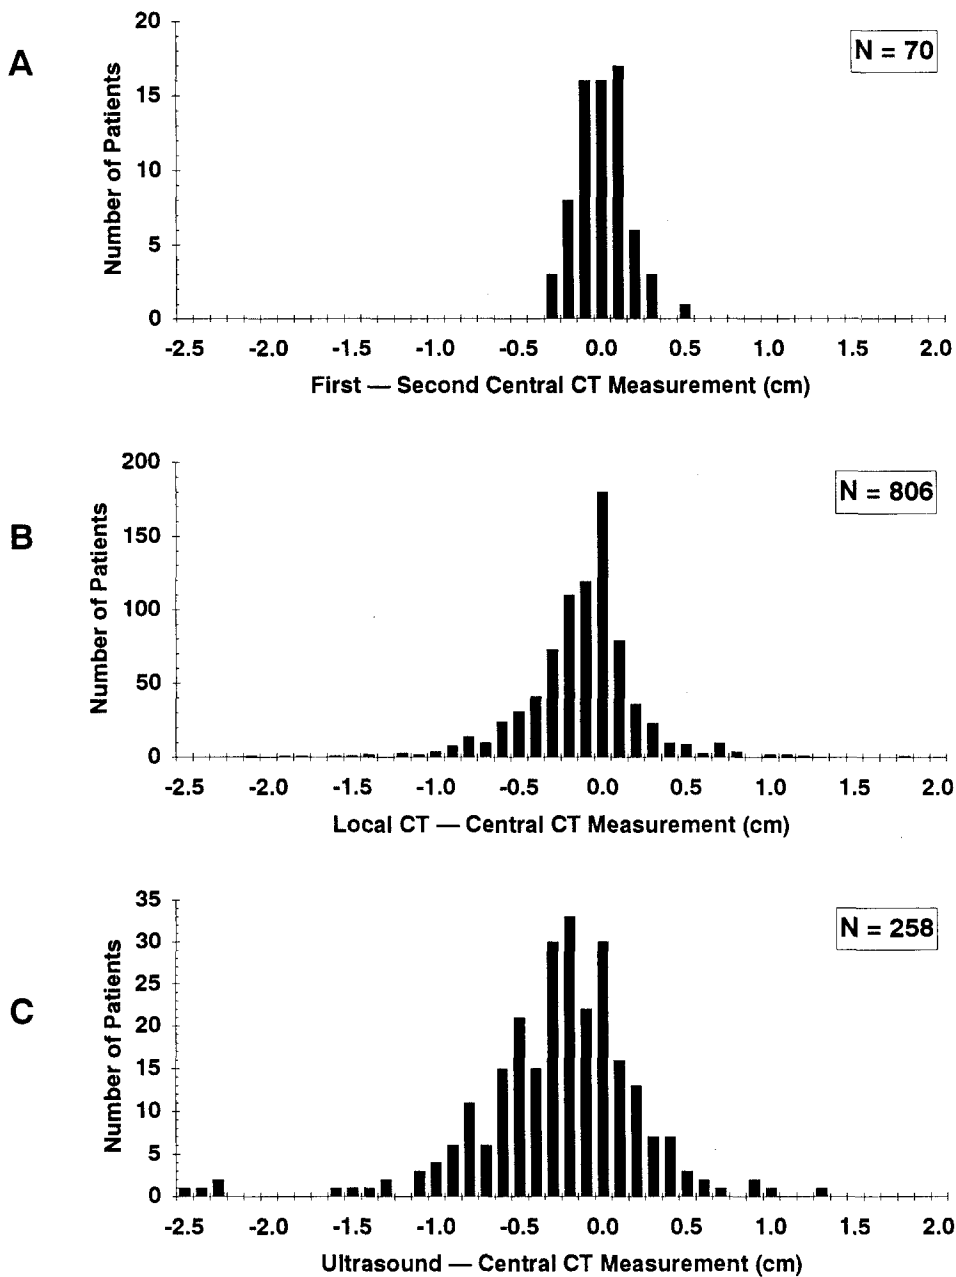 A
N = 70
Number of Patients
20
15
10
5
0
-2.5 -2.0 -1.5 -1.0 -0.5 0.0 0.5 1.0 1.5 2.0
First — Second Central CT Measurement (cm)
B
N = 806
Number of Patients
200
150
100
50
0
-2.5 -2.0 -1.5 -1.0 -0.5 0.0 0.5 1.0 1.5 2.0
Local CT — Central CT Measurement (cm)
C
N = 258
Number of Patients
35
30
25
20
15
10
5
0
-2.5 -2.0 -1.5 -1.0 -0.5 0.0 0.5 1.0 1.5 2.0
Ultrasound — Central CT Measurement (cm)